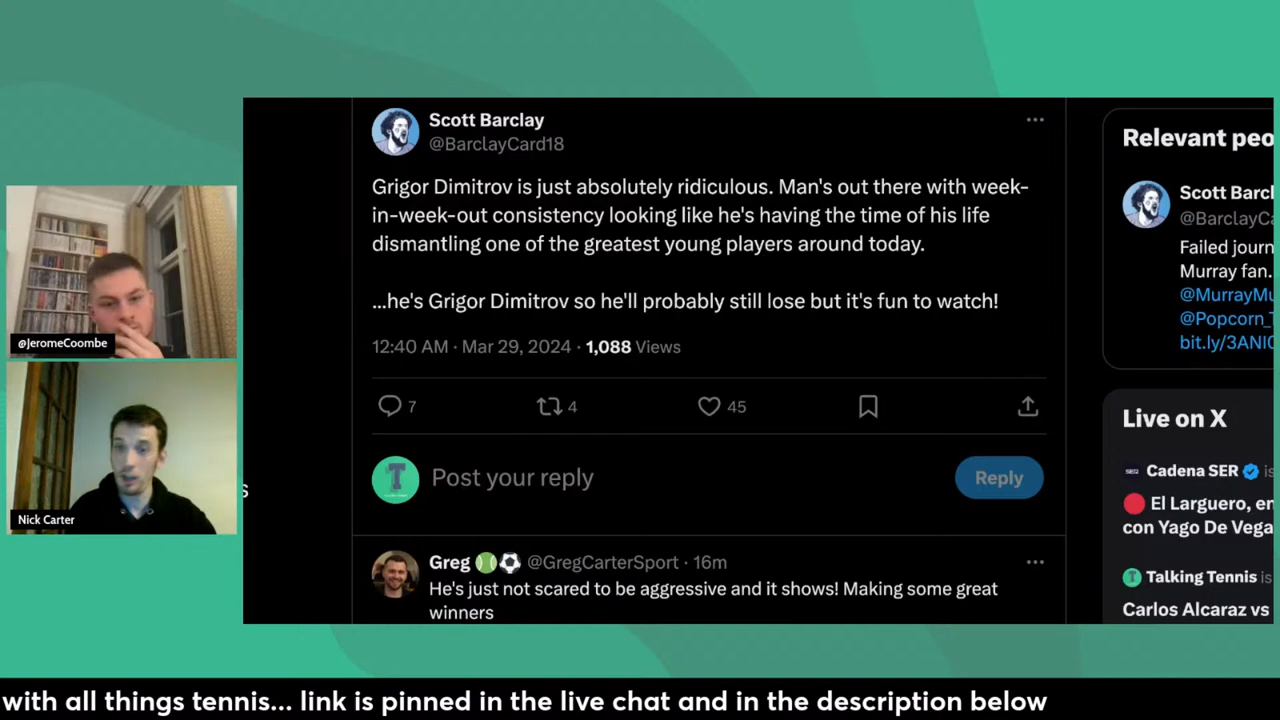 Scott Barclay
@BarclayCard18
Grigor Dimitrov is just absolutely ridiculous. Man's out there with week-
in-week-out consistency looking like he's having the time of his life
dismantling one of the greatest young players around today.
...he's Grigor Dimitrov so he'll probably still lose but it's fun to watch!
12:40 AM · Mar 29, 2024 · 1,088 Views
7 4 45
Post your reply
Reply
Greg @GregCarterSport · 16m
He's just not scared to be aggressive and it shows! Making some great
winners
Relevant peo
Scott Barcl
@BarclayCa
Failed journ
Murray fan.
@MurrayMu
@Popcorn_T
bit.ly/3ANI
Live on X
Cadena SER is
El Larguero, en
con Yago De Vega
Talking Tennis is
Carlos Alcaraz vs
@JeromeCoombe
Nick Carter
s
with all things tennis... link is pinned in the live chat and in the description below